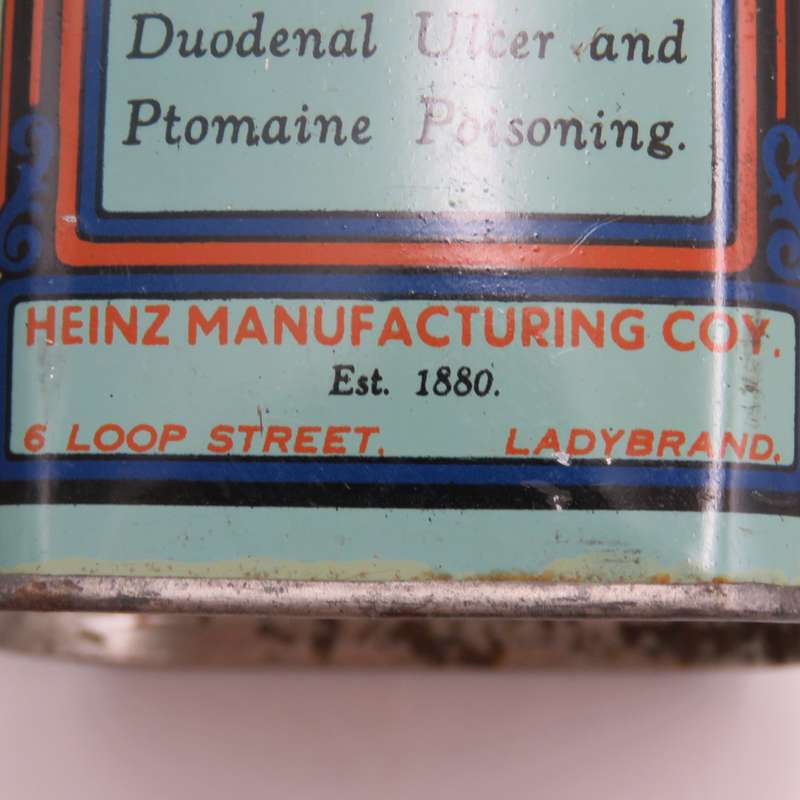 Duodenal Ulcer and
Ptomaine Poisoning.
HEINZ MANUFACTURING COY.
Est. 1880.
6 LOOP STREET. LADYBRAND.